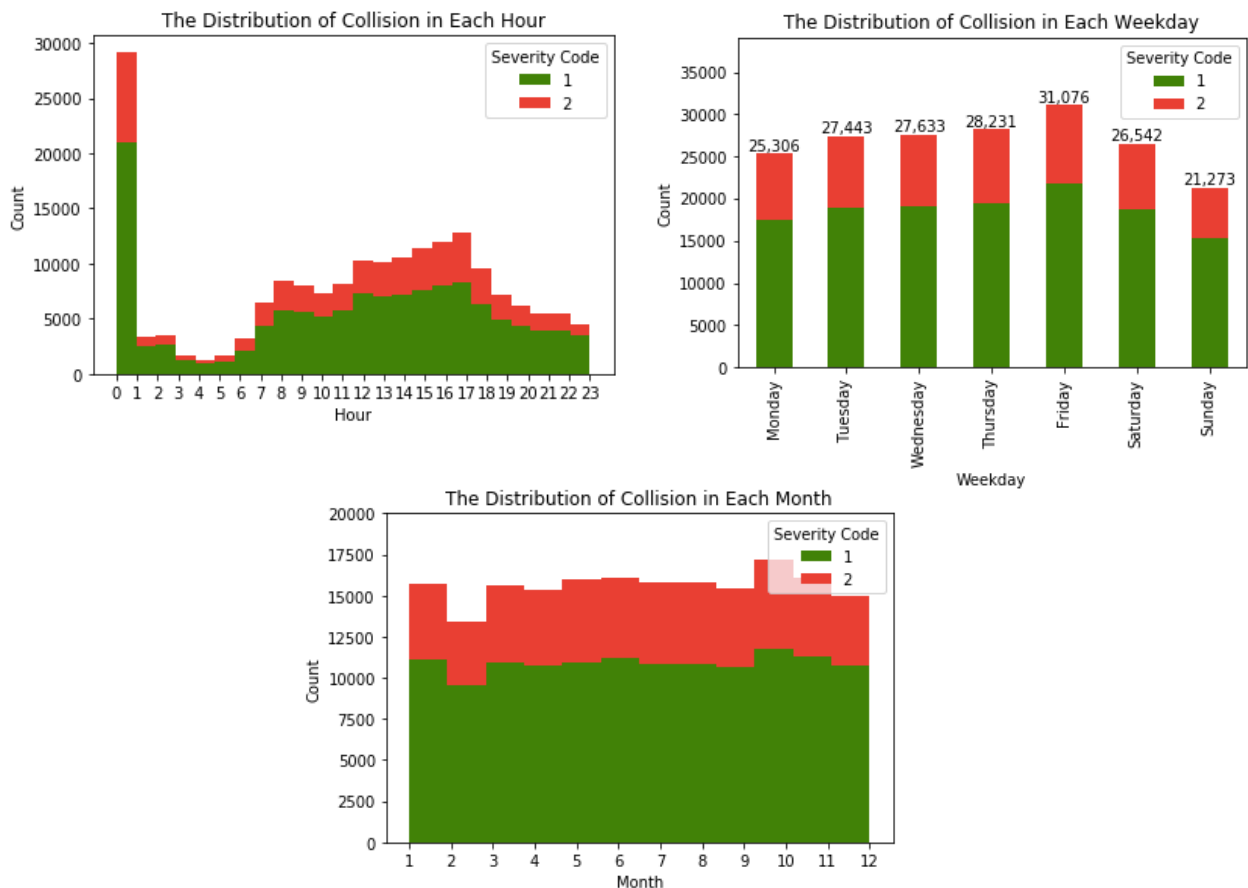 The Distribution of Collision in Each Hour
30000
25000
20000
15000
10000
5000
0
Count
Severity Code
1
2
0 1 2 3 4 5 6 7 8 9 10 11 12 13 14 15 16 17 18 19 20 21 22 23
Hour
The Distribution of Collision in Each Weekday
35000
30000
25000
20000
15000
10000
5000
0
Count
Severity Code
1
2
25,306
27,443
27,633
28,231
31,076
26,542
21,273
Monday
Tuesday
Wednesday
Thursday
Friday
Saturday
Sunday
Weekday
The Distribution of Collision in Each Month
20000
17500
15000
12500
10000
7500
5000
2500
0
Count
Severity Code
1
2
1 2 3 4 5 6 7 8 9 10 11 12
Month